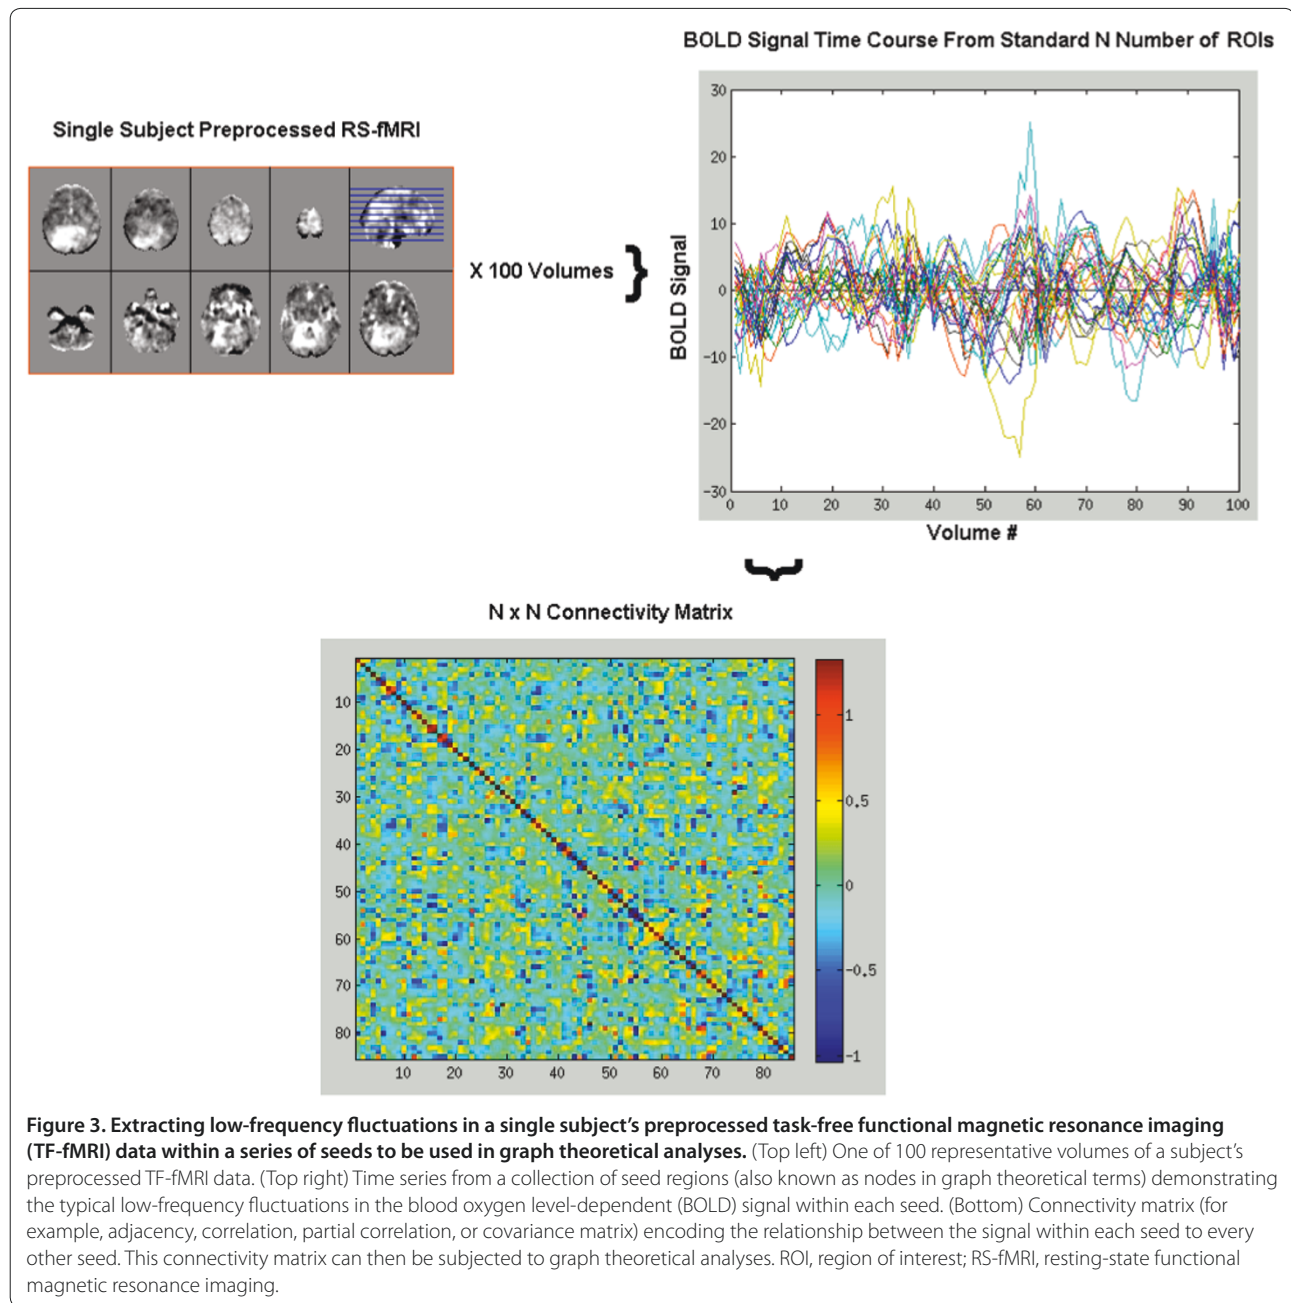 BOLD Signal Time Course From Standard N Number of ROIs
Single Subject Preprocessed RS-fMRI
X 100 Volumes
BOLD Signal
30
20
10
0
−10
−20
−30
0 10 20 30 40 50 60 70 80 90 100
Volume #
N x N Connectivity Matrix
10
20
30
40
50
60
70
80
10 20 30 40 50 60 70 80
1
0.5
0
−0.5
−1
Figure 3. Extracting low-frequency fluctuations in a single subject’s preprocessed task-free functional magnetic resonance imaging
(TF-fMRI) data within a series of seeds to be used in graph theoretical analyses. (Top left) One of 100 representative volumes of a subject’s
preprocessed TF-fMRI data. (Top right) Time series from a collection of seed regions (also known as nodes in graph theoretical terms) demonstrating
the typical low-frequency fluctuations in the blood oxygen level-dependent (BOLD) signal within each seed. (Bottom) Connectivity matrix (for
example, adjacency, correlation, partial correlation, or covariance matrix) encoding the relationship between the signal within each seed to every
other seed. This connectivity matrix can then be subjected to graph theoretical analyses. ROI, region of interest; RS-fMRI, resting-state functional
magnetic resonance imaging.